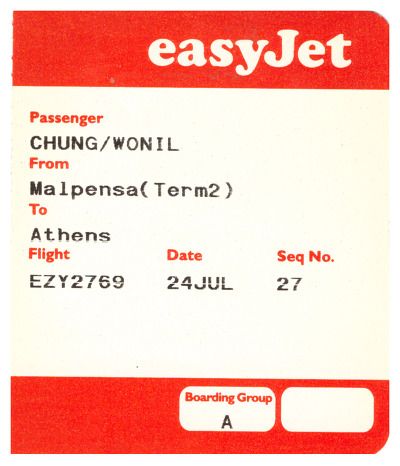 easyJet
Passenger
CHUNG/WONIL
From
Malpensa(Term2)
To
Athens
Flight Date Seq No.
EZY2769 24JUL 27
Boarding Group
A